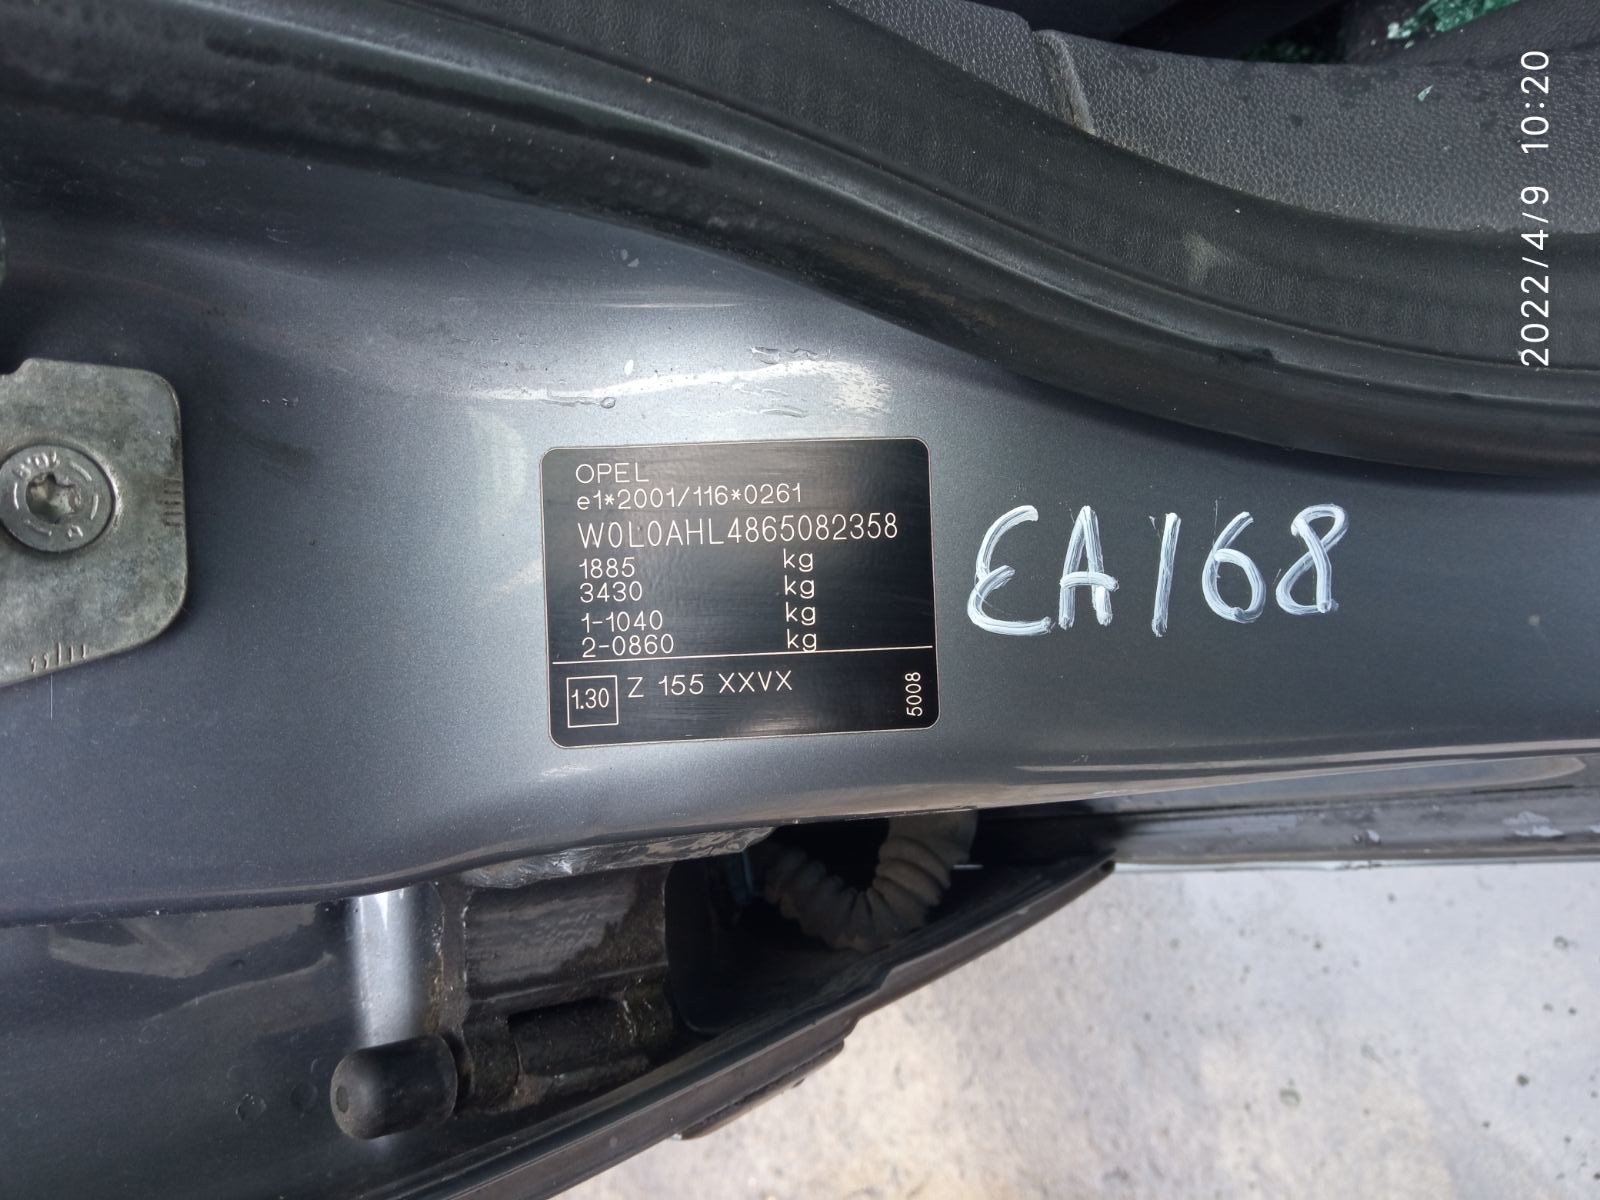 OPEL
e1*2001/116*0261
W0L0AHL4865082358
1885 kg
3430 kg
1-1040 kg
2-0860 kg
1.30 Z 155 XXVX
5008
EA168
2022/4/9 10:20